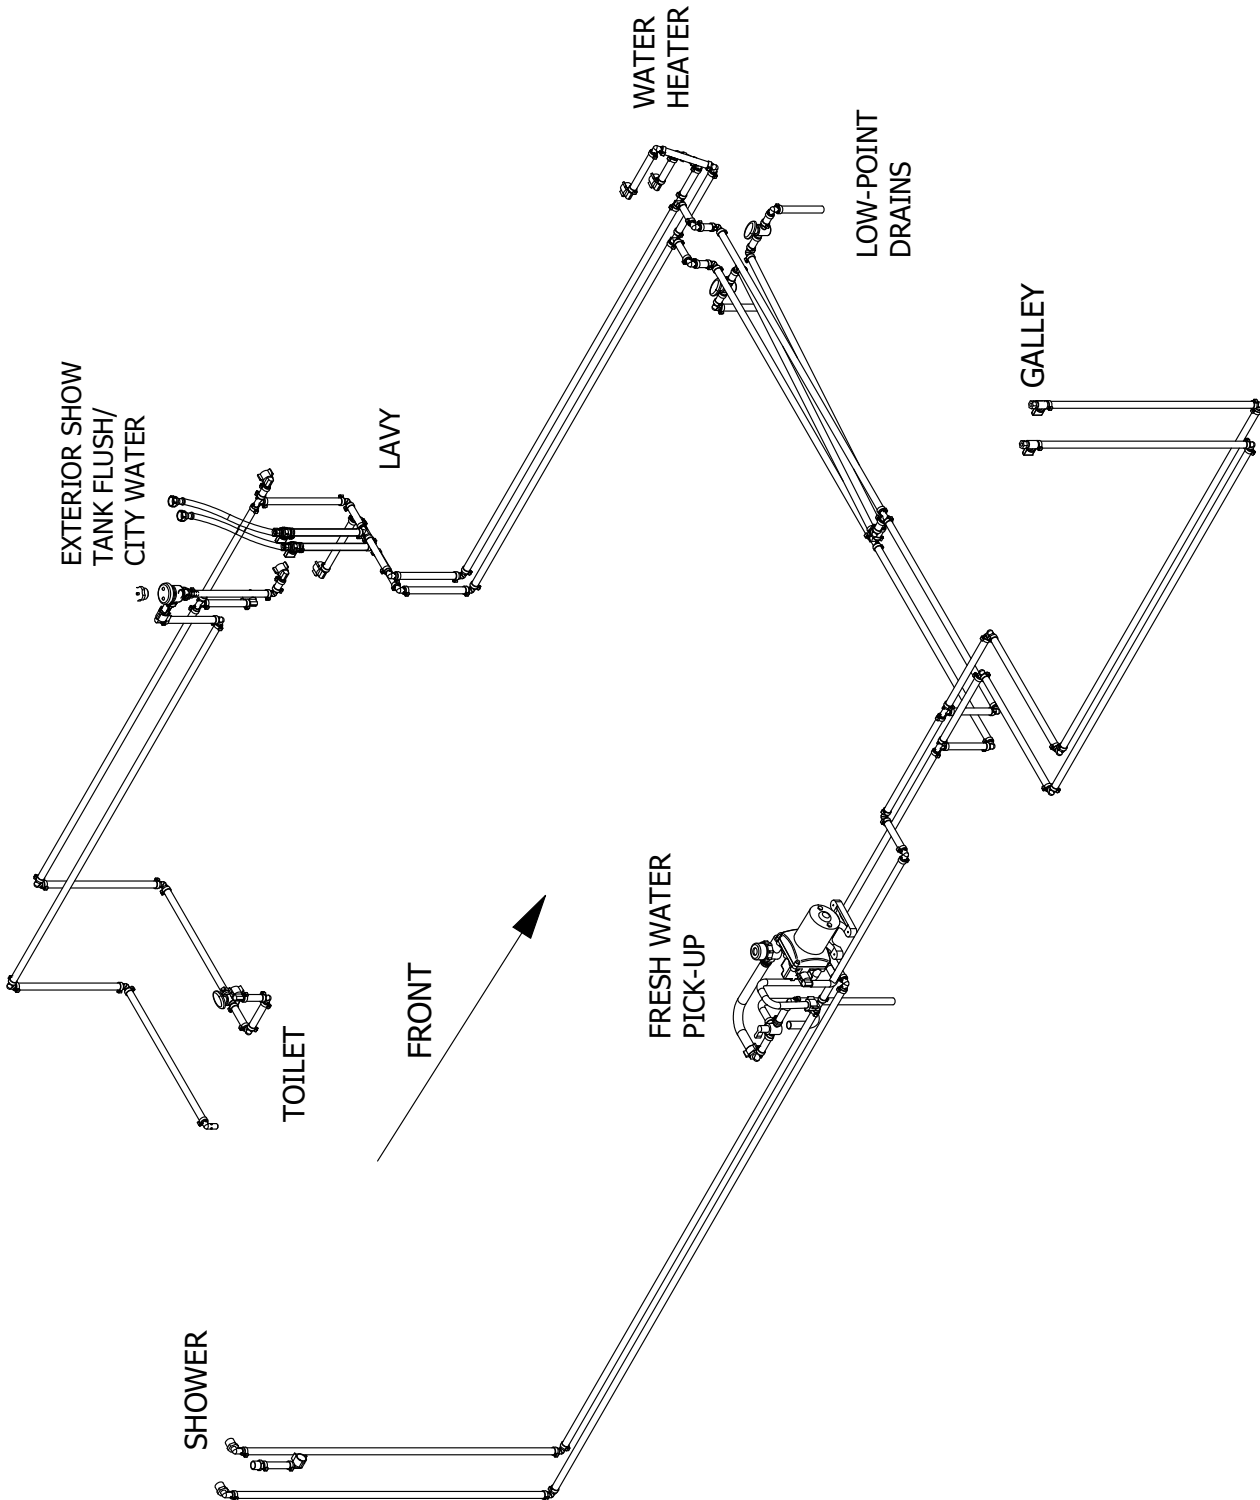 EXTERIOR SHOW
TANK FLUSH/
CITY WATER
LAVY
WATER
HEATER
LOW-POINT
DRAINS
GALLEY
TOILET
FRONT
FRESH WATER
PICK-UP
SHOWER